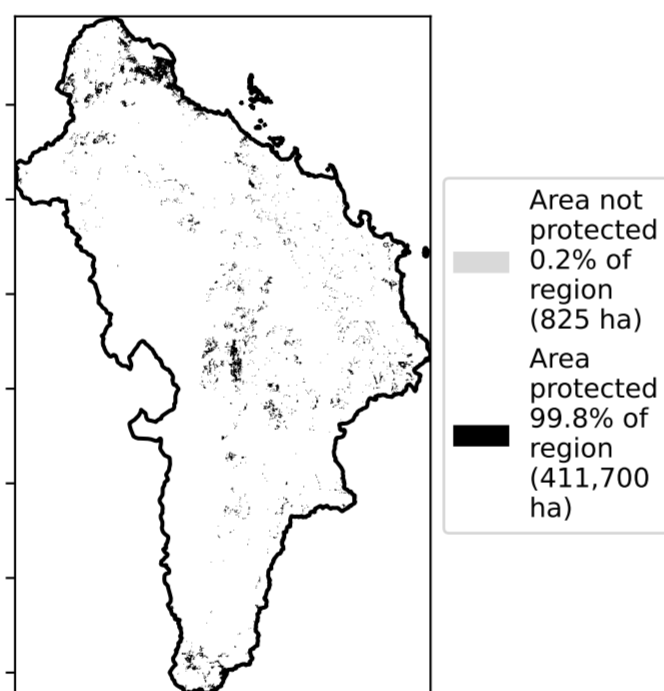 Area not
protected
0.2% of
region
(825 ha)
Area
protected
99.8% of
region
(411,700
ha)